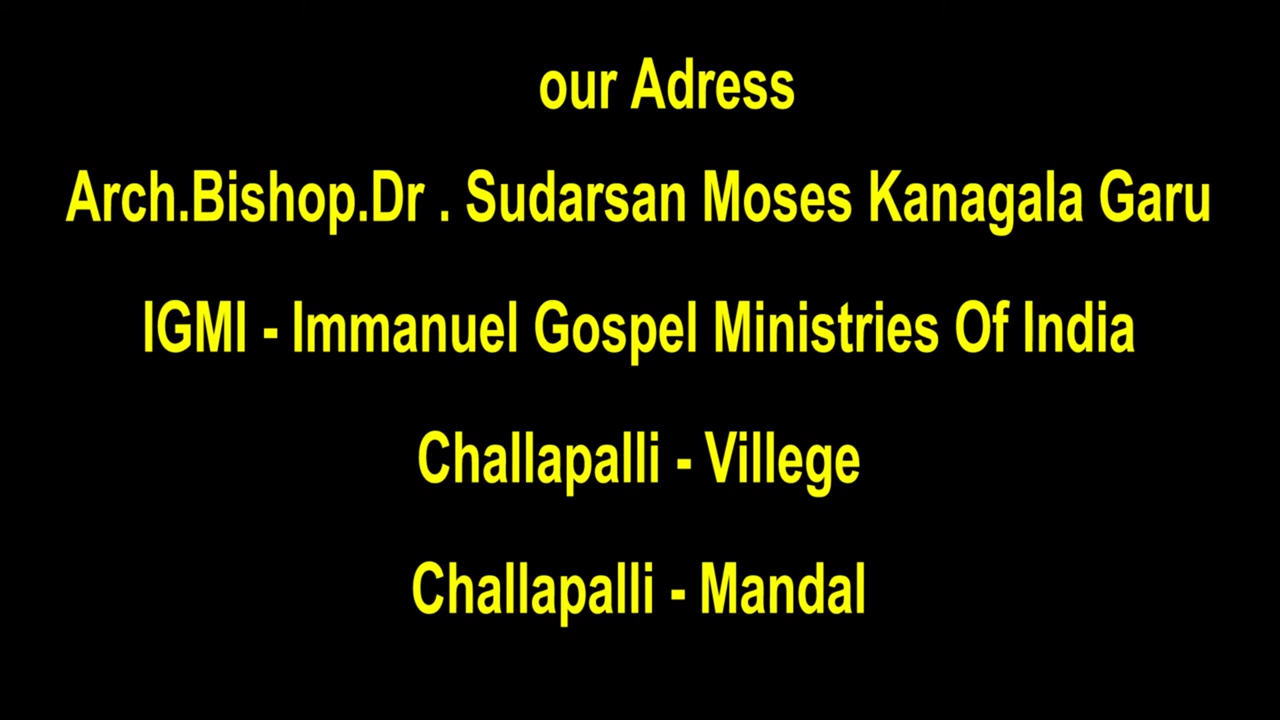 our Adress
Arch.Bishop.Dr . Sudarsan Moses Kanagala Garu
IGMI - Immanuel Gospel Ministries Of India
Challapalli - Villege
Challapalli - Mandal